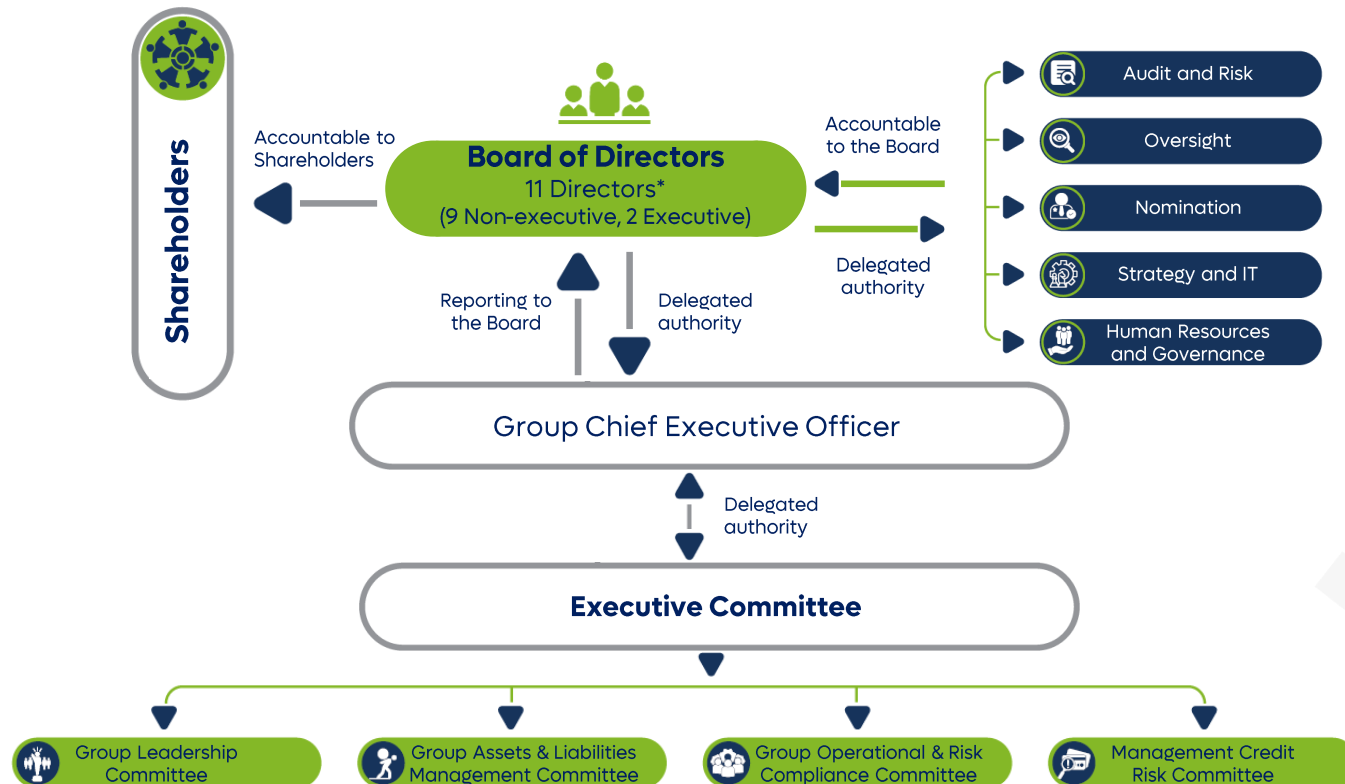 Shareholders
Accountable to
Shareholders
Board of Directors
11 Directors*
(9 Non-executive, 2 Executive)
Accountable
to the Board
Delegated
authority
Audit and Risk
Oversight
Nomination
Strategy and IT
Human Resources
and Governance
Reporting to
the Board
Delegated
authority
Group Chief Executive Officer
Delegated
authority
Executive Committee
Group Leadership
Committee
Group Assets & Liabilities
Management Committee
Group Operational & Risk
Compliance Committee
Management Credit
Risk Committee